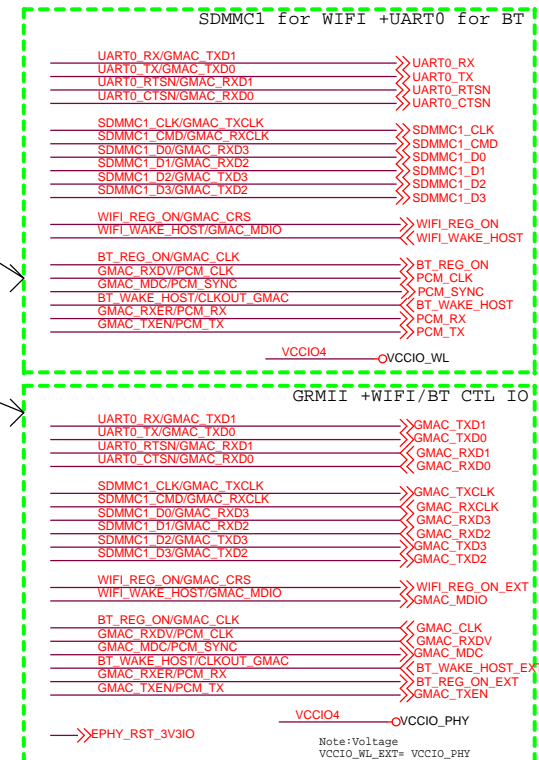 SDMMC1 for WIFI +UART0 for BT
UART0_RX/GMAC_TXD1 UART0_RX
UART0_TX/GMAC_TXD0 UART0_TX
UART0_RTSN/GMAC_RXD1 UART0_RTSN
UART0_CTSN/GMAC_RXD0 UART0_CTSN
SDMMC1_CLK/GMAC_TXCLK SDMMC1_CLK
SDMMC1_CMD/GMAC_RXCLK SDMMC1_CMD
SDMMC1_D0/GMAC_RXD3 SDMMC1_D0
SDMMC1_D1/GMAC_RXD2 SDMMC1_D1
SDMMC1_D2/GMAC_TXD3 SDMMC1_D2
SDMMC1_D3/GMAC_TXD2 SDMMC1_D3
WIFI_REG_ON/GMAC_CRS WIFI_REG_ON
WIFI_WAKE_HOST/GMAC_MDIO WIFI_WAKE_HOST
BT_REG_ON/GMAC_CLK BT_REG_ON
GMAC_RXDV/PCM_CLK PCM_CLK
GMAC_MDC/PCM_SYNC PCM_SYNC
BT_WAKE_HOST/CLKOUT_GMAC BT_WAKE_HOST
GMAC_RXER/PCM_RX PCM_RX
GMAC_TXEN/PCM_TX PCM_TX
VCCIO4 VCCIO_WL
GRMII +WIFI/BT CTL IO
UART0_RX/GMAC_TXD1 GMAC_TXD1
UART0_TX/GMAC_TXD0 GMAC_TXD0
UART0_RTSN/GMAC_RXD1 GMAC_RXD1
UART0_CTSN/GMAC_RXD0 GMAC_RXD0
SDMMC1_CLK/GMAC_TXCLK GMAC_TXCLK
SDMMC1_CMD/GMAC_RXCLK GMAC_RXCLK
SDMMC1_D0/GMAC_RXD3 GMAC_RXD3
SDMMC1_D1/GMAC_RXD2 GMAC_RXD2
SDMMC1_D2/GMAC_TXD3 GMAC_TXD3
SDMMC1_D3/GMAC_TXD2 GMAC_TXD2
WIFI_REG_ON/GMAC_CRS WIFI_REG_ON_EXT
WIFI_WAKE_HOST/GMAC_MDIO GMAC_MDIO
BT_REG_ON/GMAC_CLK GMAC_CLK
GMAC_RXDV/PCM_CLK GMAC_RXDV
GMAC_MDC/PCM_SYNC GMAC_MDC
BT_WAKE_HOST/CLKOUT_GMAC BT_WAKE_HOST_EXT
GMAC_RXER/PCM_RX BT_REG_ON_EXT
GMAC_TXEN/PCM_TX GMAC_TXEN
VCCIO4 VCCIO_PHY
EPHY_RST_3V3IO
Note:Voltage
VCCIO_WL_EXT= VCCIO_PHY